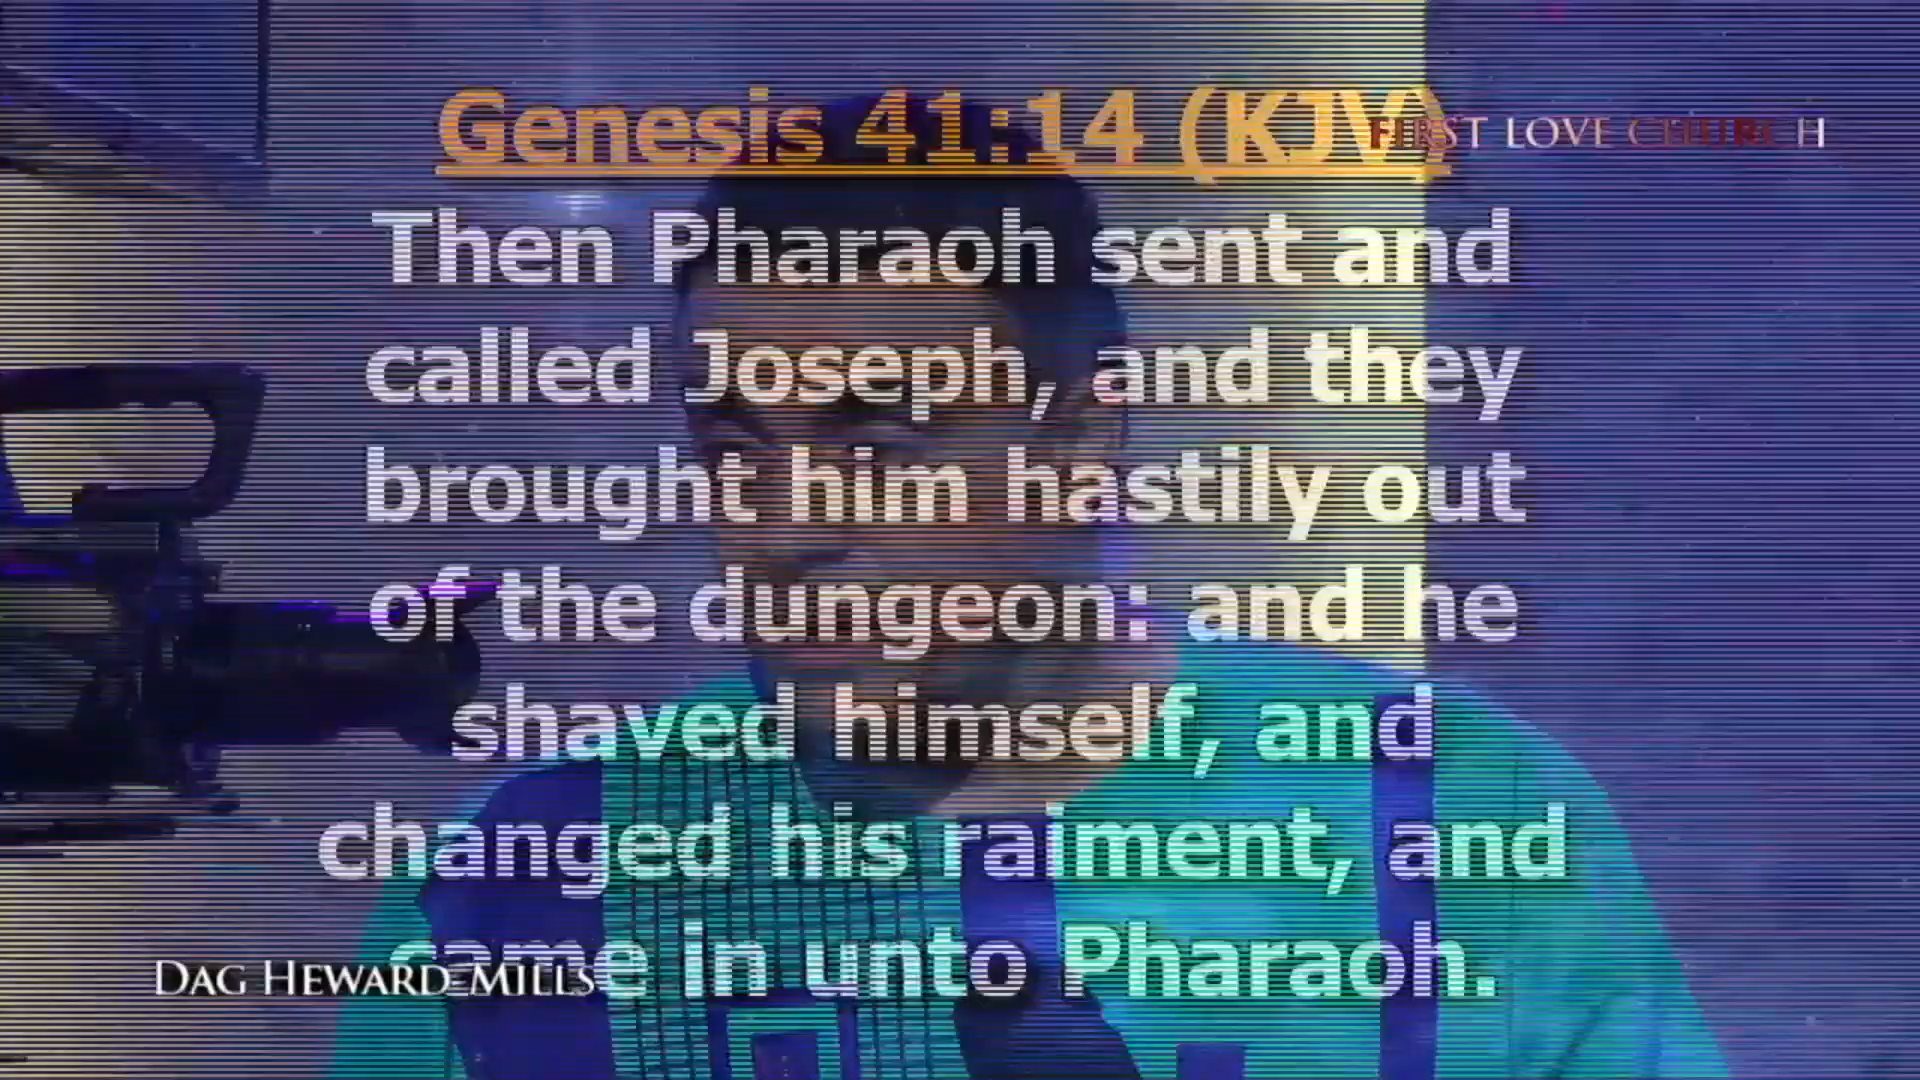 Genesis 41:14 (KJV)
FIRST LOVE CHURCH
Then Pharaoh sent and
called Joseph, and they
brought him hastily out
of the dungeon: and he
shaved himself, and
changed his raiment, and
came in unto Pharaoh.
DAG HEWARD-MILLS